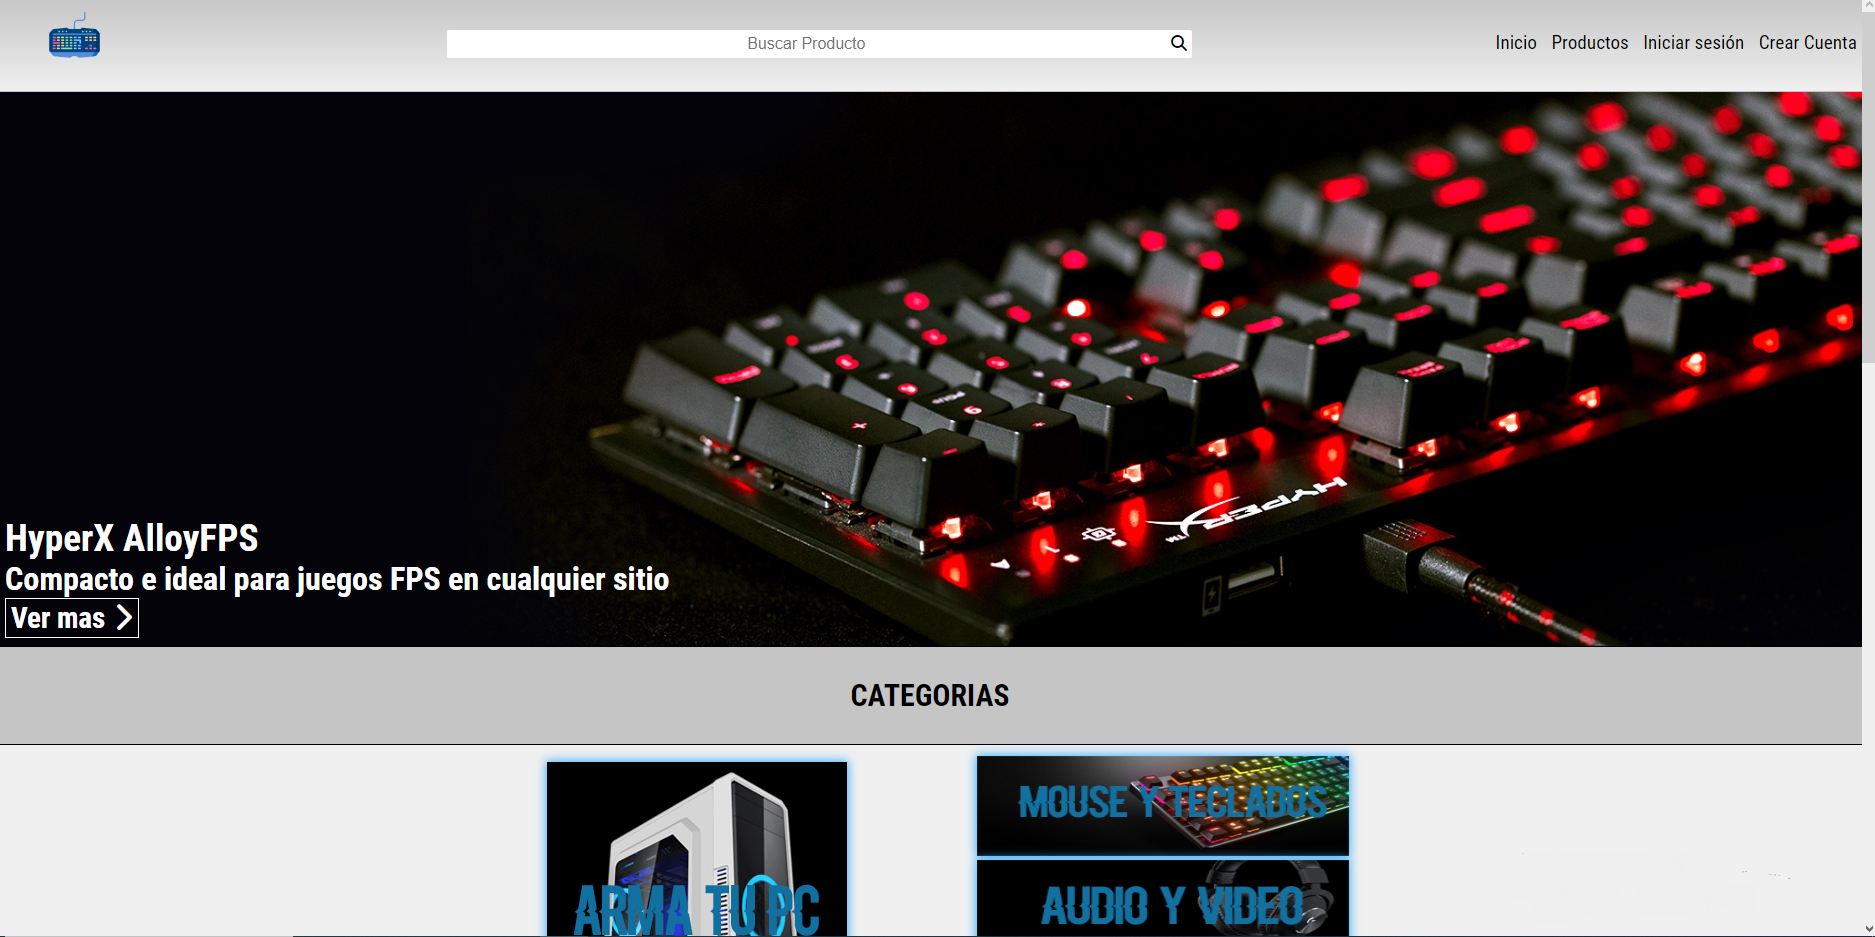 Buscar Producto
Inicio Productos Iniciar sesión Crear Cuenta
HYPERX
HyperX AlloyFPS
Compacto e ideal para juegos FPS en cualquier sitio
Ver mas
CATEGORIAS
ARMA TU PC
MOUSE Y TECLADOS
AUDIO Y VIDEO